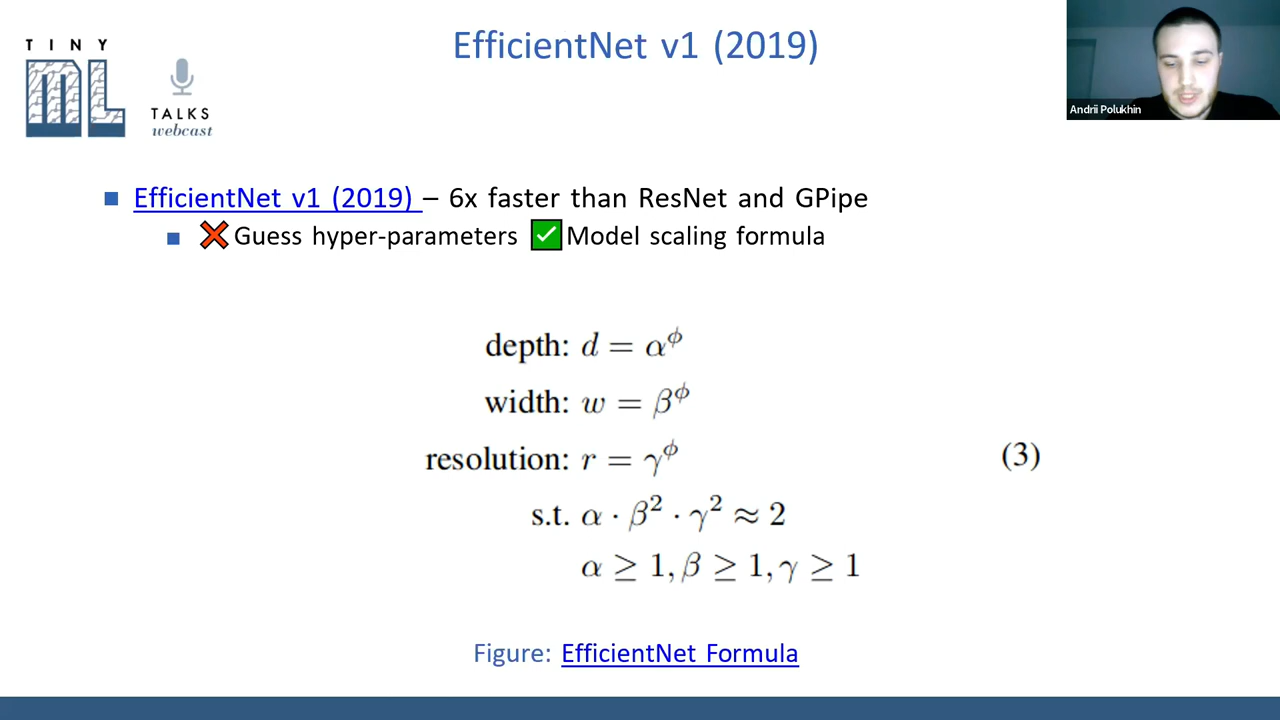 EfficientNet v1 (2019)
TINY
ML
TALKS
webcast
Andrii Polukhin
EfficientNet v1 (2019) – 6x faster than ResNet and GPipe
❌ Guess hyper-parameters ✅ Model scaling formula
depth: d = α^ϕ
width: w = β^ϕ
resolution: r = γ^ϕ
(3)
s.t. α · β² · γ² ≈ 2
α ≥ 1, β ≥ 1, γ ≥ 1
Figure: EfficientNet Formula